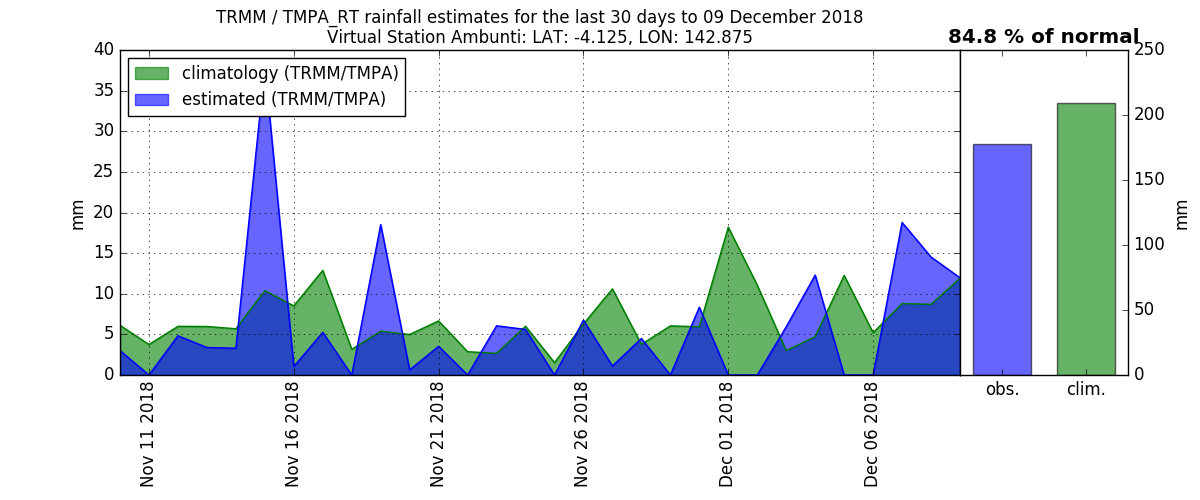 TRMM / TMPA_RT rainfall estimates for the last 30 days to 09 December 2018
Virtual Station Ambunti: LAT: -4.125, LON: 142.875
84.8 % of normal
climatology (TRMM/TMPA)
estimated (TRMM/TMPA)
40
35
30
25
20
15
10
5
0
mm
Nov 11 2018
Nov 16 2018
Nov 21 2018
Nov 26 2018
Dec 01 2018
Dec 06 2018
250
200
150
100
50
0
mm
obs.
clim.